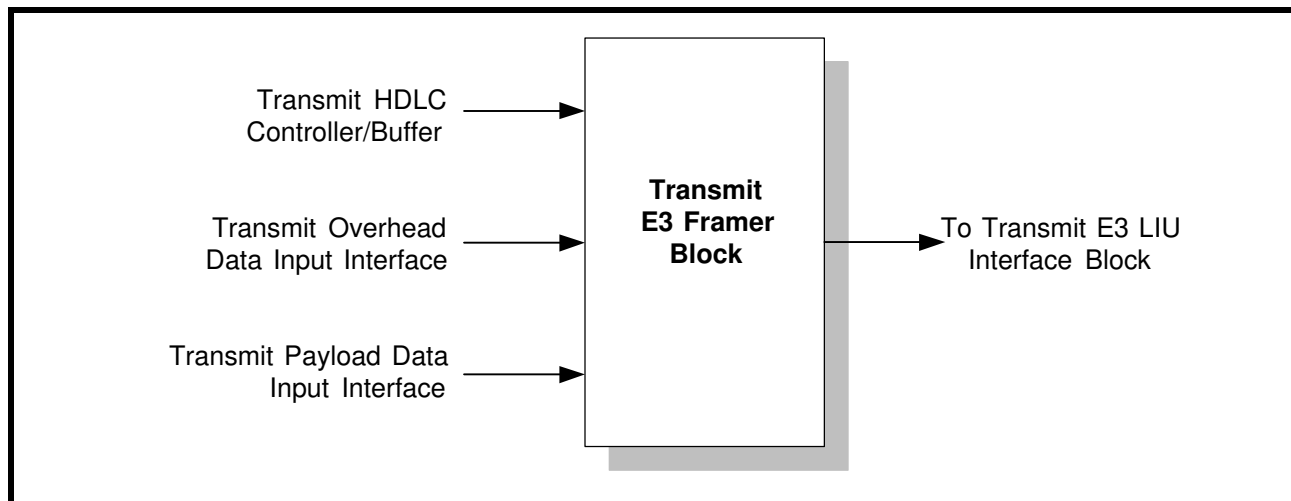 Transmit HDLC
Controller/Buffer
Transmit Overhead
Data Input Interface
Transmit Payload Data
Input Interface
Transmit
E3 Framer
Block
To Transmit E3 LIU
Interface Block